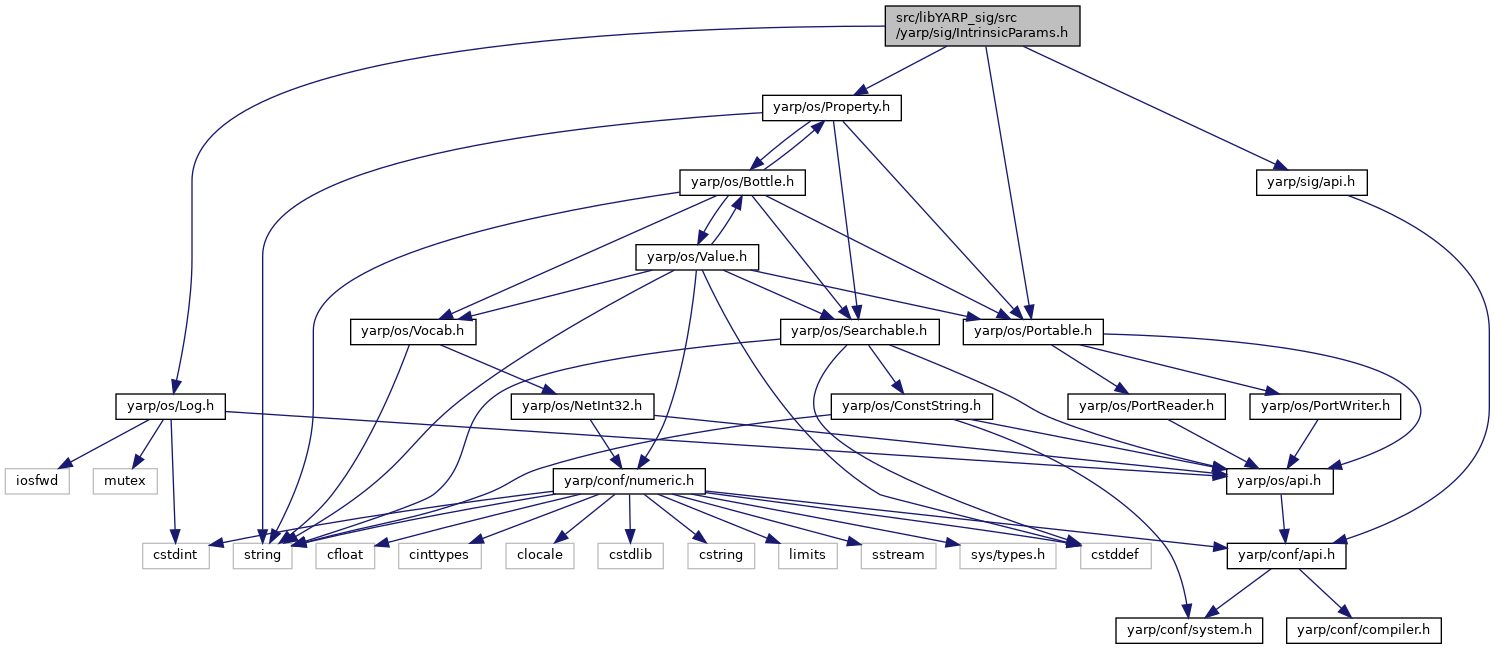 src/libYARP_sig/src
/yarp/sig/IntrinsicParams.h
yarp/os/Property.h
yarp/os/Bottle.h
yarp/sig/api.h
yarp/os/Value.h
yarp/os/Vocab.h
yarp/os/Searchable.h
yarp/os/Portable.h
yarp/os/Log.h
yarp/os/NetInt32.h
yarp/os/ConstString.h
yarp/os/PortReader.h
yarp/os/PortWriter.h
iosfwd
mutex
yarp/conf/numeric.h
yarp/os/api.h
cstdint
string
cfloat
cinttypes
clocale
cstdlib
cstring
limits
sstream
sys/types.h
cstddef
yarp/conf/api.h
yarp/conf/system.h
yarp/conf/compiler.h